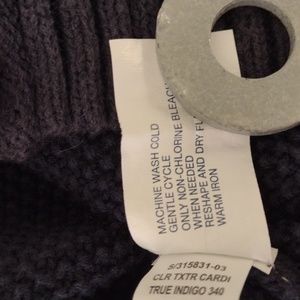 MACHINE WASH COLD
GENTLE CYCLE
ONLY NON-CHLORINE BLEACH
WHEN NEEDED
RESHAPE AND DRY
WARM IRON
S/315831-03
CLR TXTR CARDI
TRUE INDIGO 340